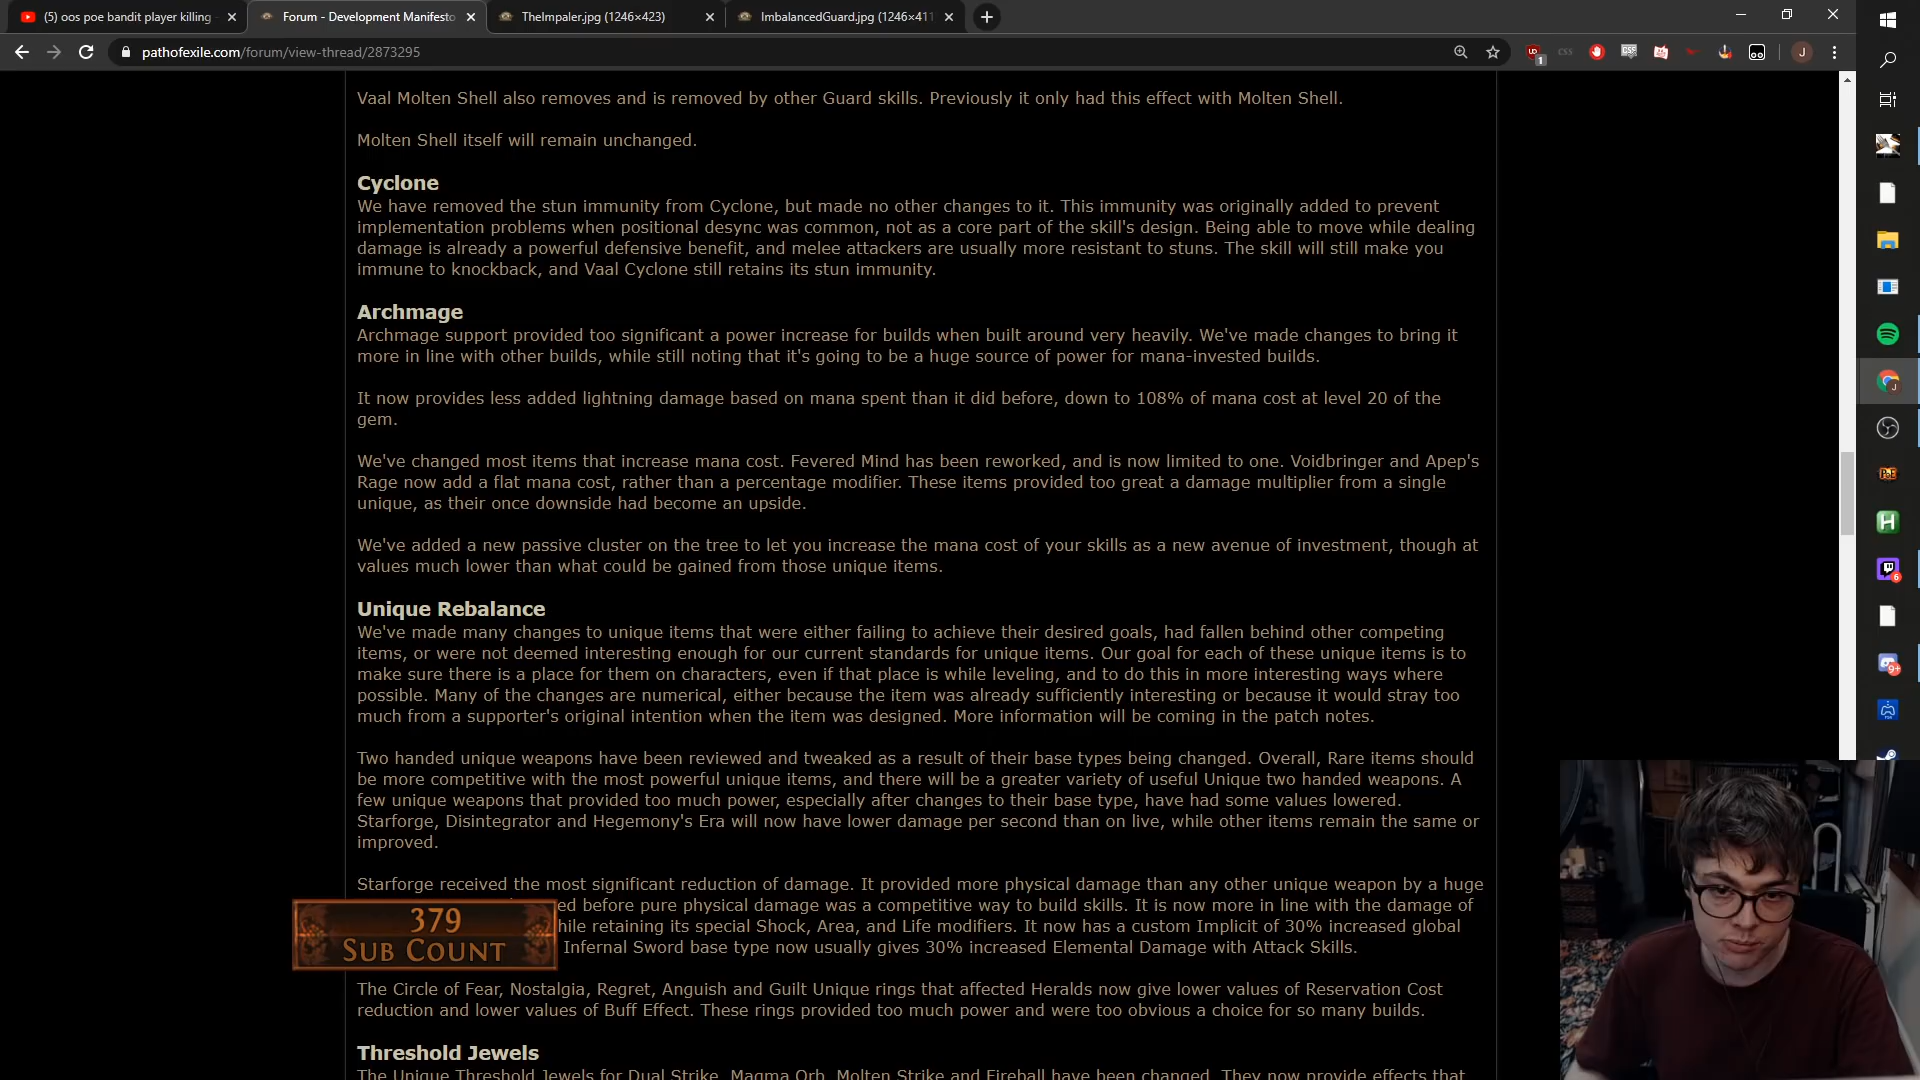 (5) oos poe bandit player killing
Forum - Development Manifesto
TheImpaler.jpg (1246×423)
ImbalancedGuard.jpg (1246×411
pathofexile.com/forum/view-thread/2873295
Vaal Molten Shell also removes and is removed by other Guard skills. Previously it only had this effect with Molten Shell.
Molten Shell itself will remain unchanged.
Cyclone
We have removed the stun immunity from Cyclone, but made no other changes to it. This immunity was originally added to prevent
implementation problems when positional desync was common, not as a core part of the skill's design. Being able to move while dealing
damage is already a powerful defensive benefit, and melee attackers are usually more resistant to stuns. The skill will still make you
immune to knockback, and Vaal Cyclone still retains its stun immunity.
Archmage
Archmage support provided too significant a power increase for builds when built around very heavily. We've made changes to bring it
more in line with other builds, while still noting that it's going to be a huge source of power for mana-invested builds.
It now provides less added lightning damage based on mana spent than it did before, down to 108% of mana cost at level 20 of the
gem.
We've changed most items that increase mana cost. Fevered Mind has been reworked, and is now limited to one. Voidbringer and Apep's
Rage now add a flat mana cost, rather than a percentage modifier. These items provided too great a damage multiplier from a single
unique, as their once downside had become an upside.
We've added a new passive cluster on the tree to let you increase the mana cost of your skills as a new avenue of investment, though at
values much lower than what could be gained from those unique items.
Unique Rebalance
We've made many changes to unique items that were either failing to achieve their desired goals, had fallen behind other competing
items, or were not deemed interesting enough for our current standards for unique items. Our goal for each of these unique items is to
make sure there is a place for them on characters, even if that place is while leveling, and to do this in more interesting ways where
possible. Many of the changes are numerical, either because the item was already sufficiently interesting or because it would stray too
much from a supporter's original intention when the item was designed. More information will be coming in the patch notes.
Two handed unique weapons have been reviewed and tweaked as a result of their base types being changed. Overall, Rare items should
be more competitive with the most powerful unique items, and there will be a greater variety of useful Unique two handed weapons. A
few unique weapons that provided too much power, especially after changes to their base type, have had some values lowered.
Starforge, Disintegrator and Hegemony's Era will now have lower damage per second than on live, while other items remain the same or
improved.
Starforge received the most significant reduction of damage. It provided more physical damage than any other unique weapon by a huge
ed before pure physical damage was a competitive way to build skills. It is now more in line with the damage of
hile retaining its special Shock, Area, and Life modifiers. It now has a custom Implicit of 30% increased global
Infernal Sword base type now usually gives 30% increased Elemental Damage with Attack Skills.
379
SUB COUNT
The Circle of Fear, Nostalgia, Regret, Anguish and Guilt Unique rings that affected Heralds now give lower values of Reservation Cost
reduction and lower values of Buff Effect. These rings provided too much power and were too obvious a choice for so many builds.
Threshold Jewels
The Unique Threshold Jewels for Dual Strike, Magma Orb, Molten Strike and Fireball have been changed. They now provide effects that